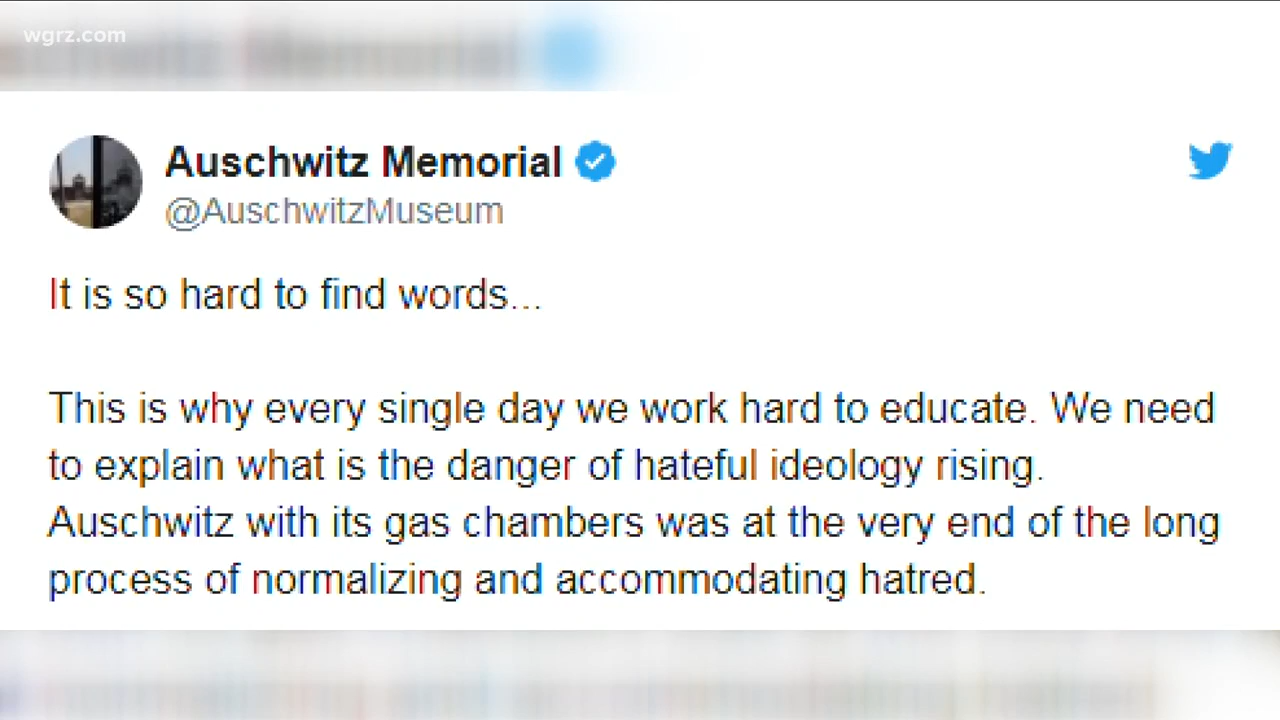 wgrz.com
Auschwitz Memorial
@AuschwitzMuseum
It is so hard to find words...
This is why every single day we work hard to educate. We need
to explain what is the danger of hateful ideology rising.
Auschwitz with its gas chambers was at the very end of the long
process of normalizing and accommodating hatred.